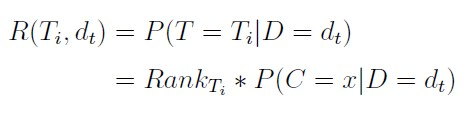 R(T_i, d_t) = P(T = T_i|D = d_t)
= Rank_{T_i} * P(C = x|D = d_t)